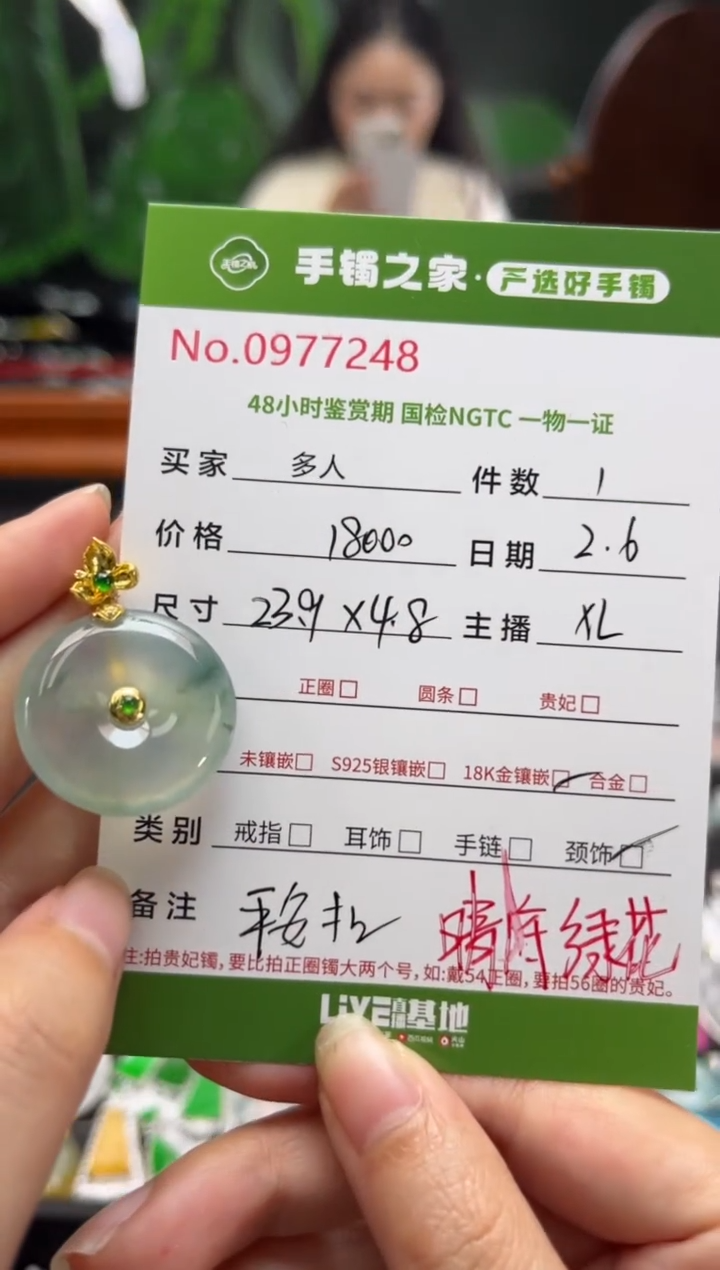 手镯之家·严选好手镯
No.0977248
48小时鉴赏期 国检NGTC 一物一证
买家 多人 件数 1
价格 18000 日期 2.6
尺寸 23.9×4.8 主播 XL
正圈□ 圆条□ 贵妃□
未镶嵌□ S925银镶嵌□ 18K金镶嵌□ 合金□
类别 戒指□ 耳饰□ 手链□ 颈饰□
备注 平安扣 晴底绿花
注:拍贵妃镯,要比拍正圈镯大两个号,如:戴54正圈,要拍56圈的贵妃。
LiVE直播基地